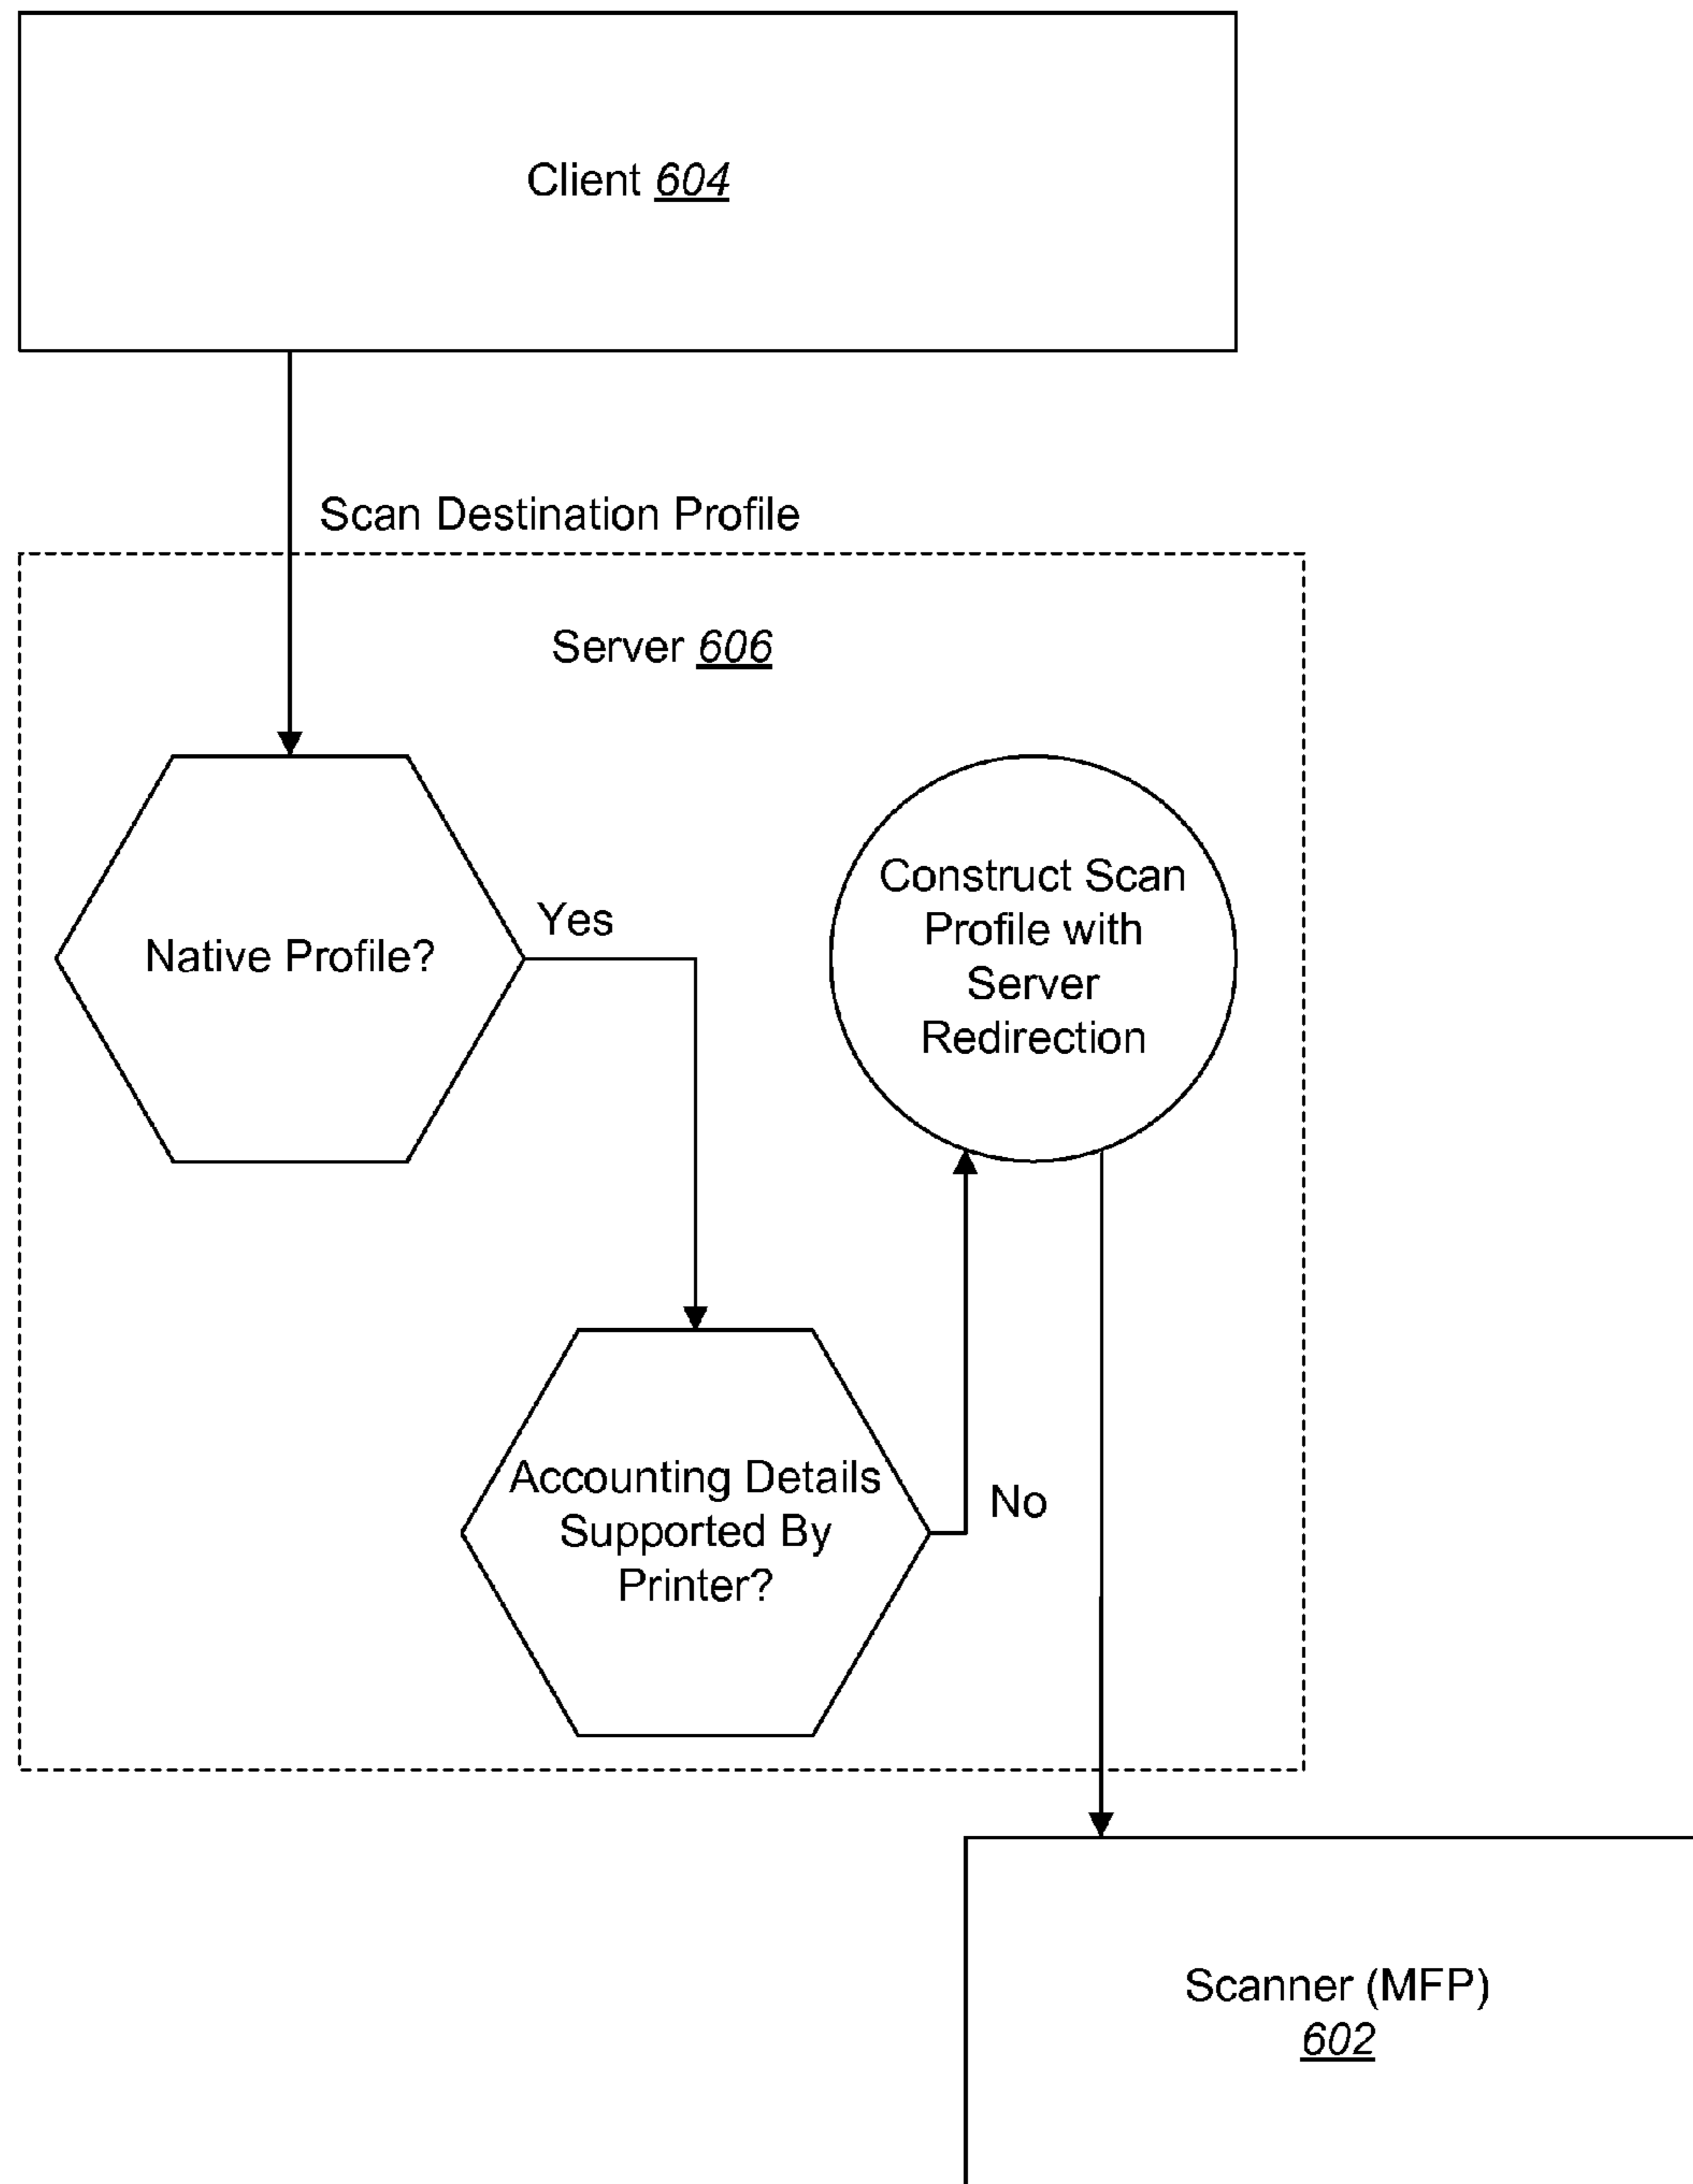 Client 604
Scan Destination Profile
Server 606
Native Profile?
Yes
Construct Scan
Profile with
Server
Redirection
Accounting Details
Supported By
Printer?
No
Scanner (MFP)
602